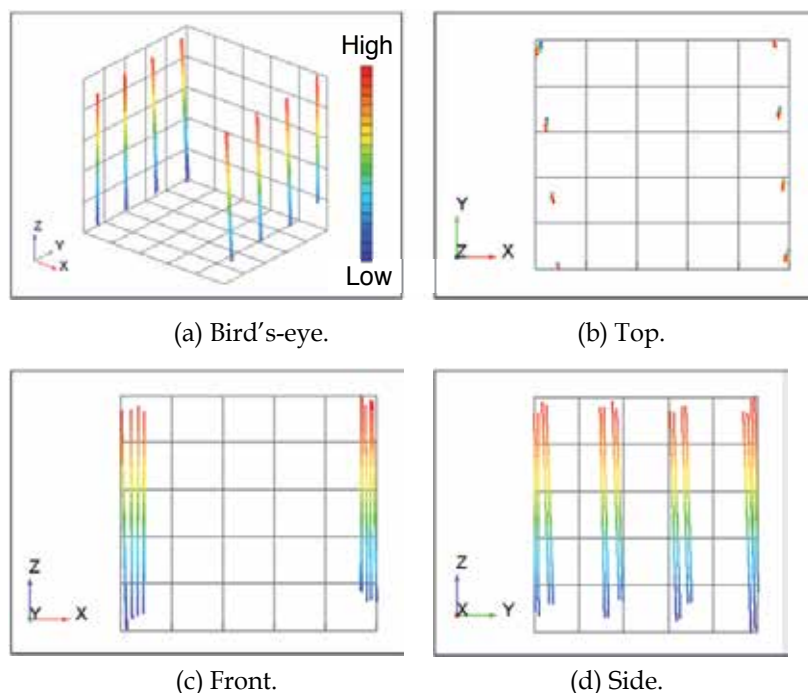 High
Low
Z
Y
X
(a) Bird's-eye.
Y
Z
X
(b) Top.
Z
Y
X
(c) Front.
Z
X
Y
(d) Side.